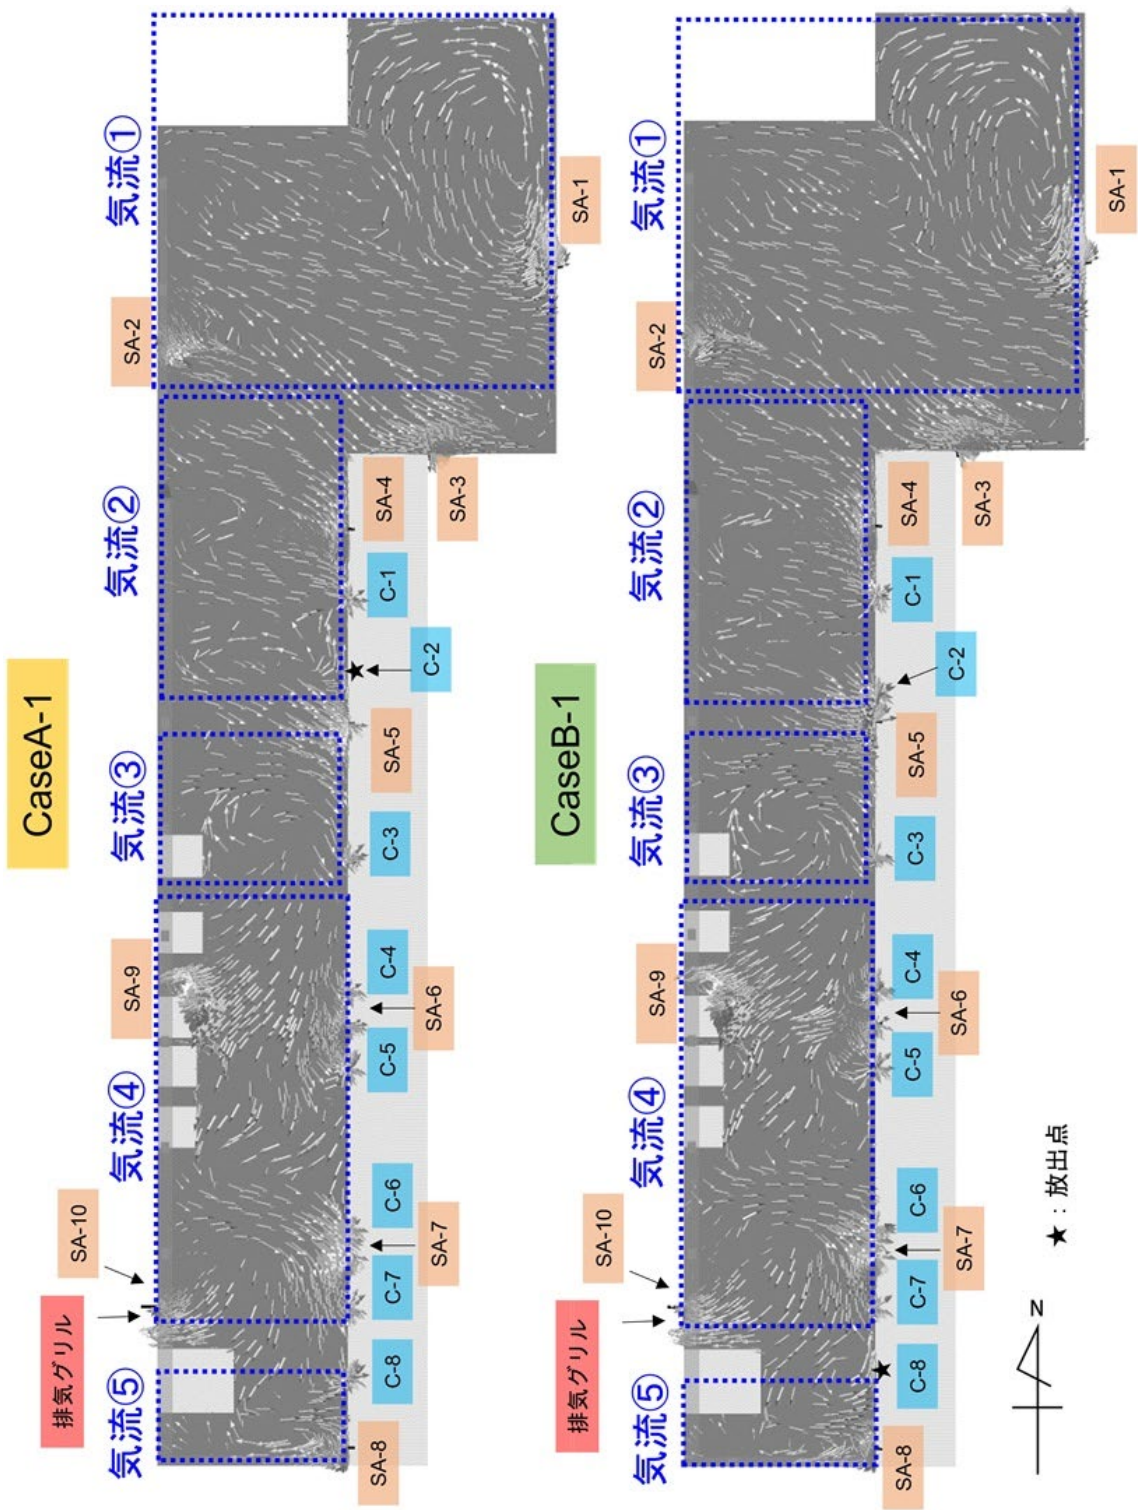 CaseA-1
気流①
気流②
気流③
気流④
気流⑤
SA-2
SA-9
SA-10
排気グリル
SA-1
SA-4
SA-3
C-1
C-2
SA-5
C-3
C-4
SA-6
C-5
C-6
SA-7
C-7
C-8
SA-8
CaseB-1
気流①
気流②
気流③
気流④
気流⑤
SA-2
SA-9
SA-10
排気グリル
SA-1
SA-4
SA-3
C-1
C-2
SA-5
C-3
C-4
SA-6
C-5
C-6
SA-7
C-7
C-8
SA-8
N
★：放出点